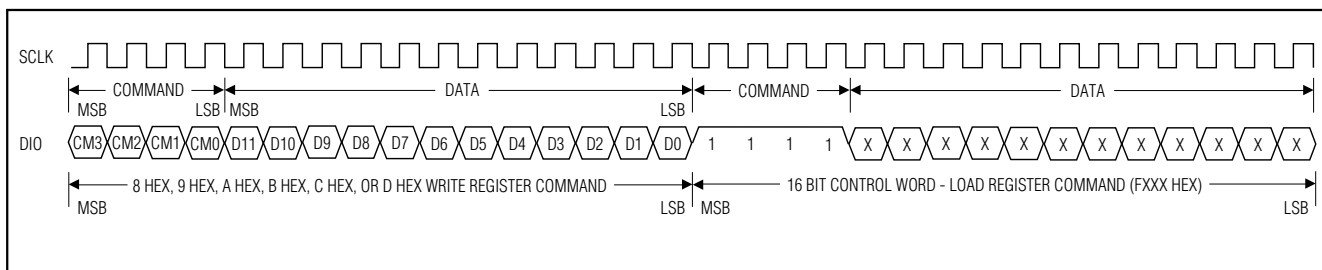 SCLK
COMMAND DATA COMMAND DATA
MSB LSB MSB LSB
DIO CM3 CM2 CM1 CM0 D11 D10 D9 D8 D7 D6 D5 D4 D3 D2 D1 D0 1 1 1 1 X X X X X X X X X X X X
8 HEX, 9 HEX, A HEX, B HEX, C HEX, OR D HEX WRITE REGISTER COMMAND 16 BIT CONTROL WORD - LOAD REGISTER COMMAND (FXXX HEX)
MSB LSB MSB LSB